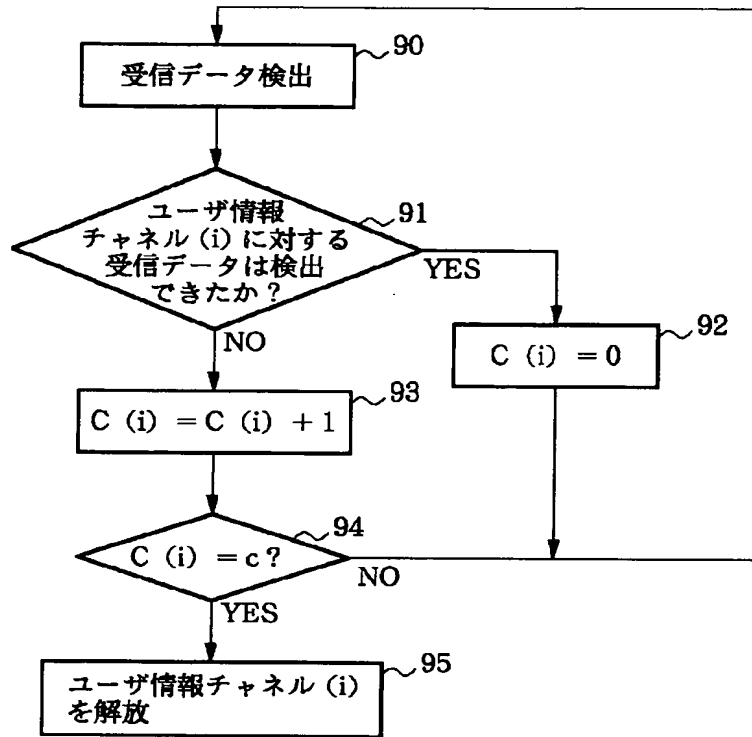 90
受信データ検出
91
ユーザ情報
チャネル (i) に対する
受信データは検出
できたか?
YES
NO
92
C (i) = 0
93
C (i) = C (i) + 1
94
C (i) = c ?
NO
YES
95
ユーザ情報チャネル (i)
を解放